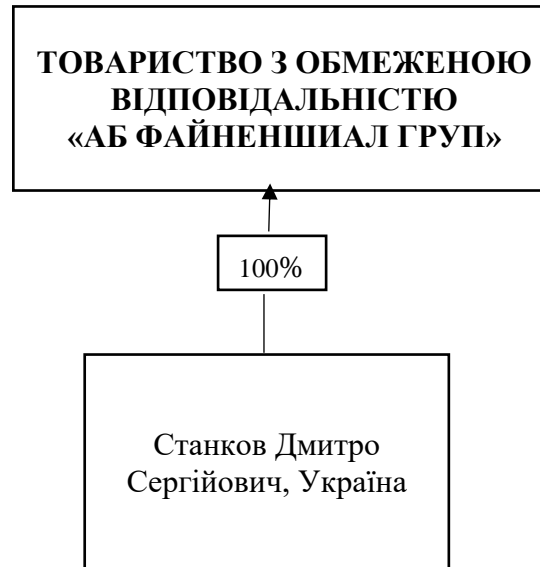 ТОВАРИСТВО З ОБМЕЖЕНОЮ
ВІДПОВІДАЛЬНІСТЮ
«АБ ФАЙНЕНШИАЛ ГРУП»
100%
Станков Дмитро
Сергійович, Україна